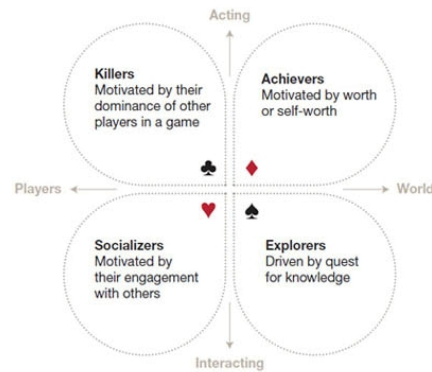 Acting
Killers
Motivated by their
dominance of other
players in a game
Achievers
Motivated by worth
or self-worth
Players
World
Socializers
Motivated by
their engagement
with others
Explorers
Driven by quest
for knowledge
Interacting